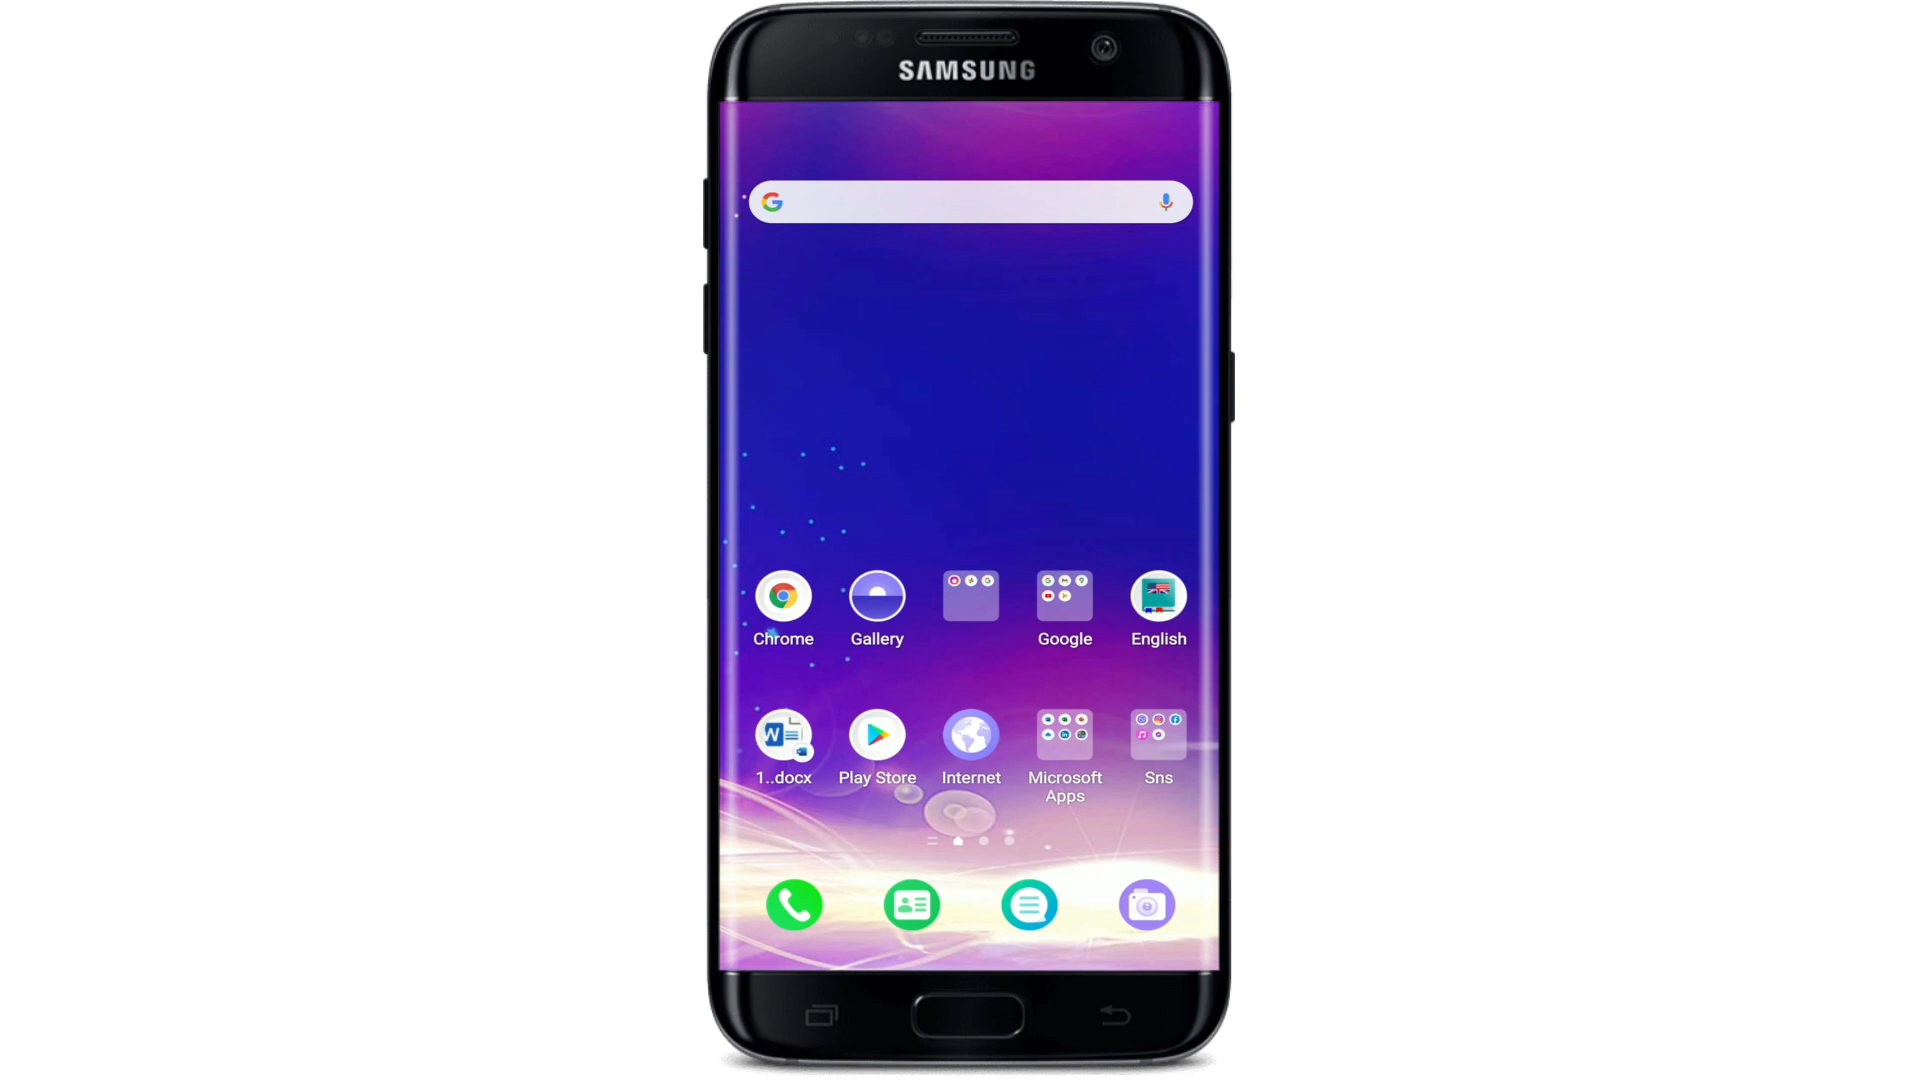 SAMSUNG
Chrome
Gallery
Google
English
1..docx
Play Store
Internet
Microsoft
Apps
Sns